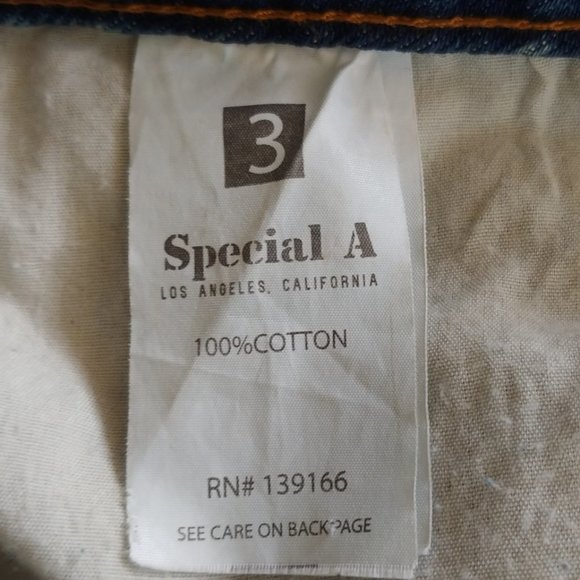 3
Special A
LOS ANGELES, CALIFORNIA
100%COTTON
RN# 139166
SEE CARE ON BACK PAGE